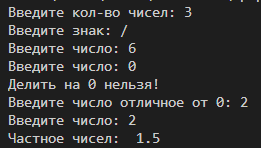 Введите кол-во чисел: 3
Введите знак: /
Введите число: 6
Введите число: 0
Делить на 0 нельзя!
Введите число отличное от 0: 2
Введите число: 2
Частное чисел:  1.5